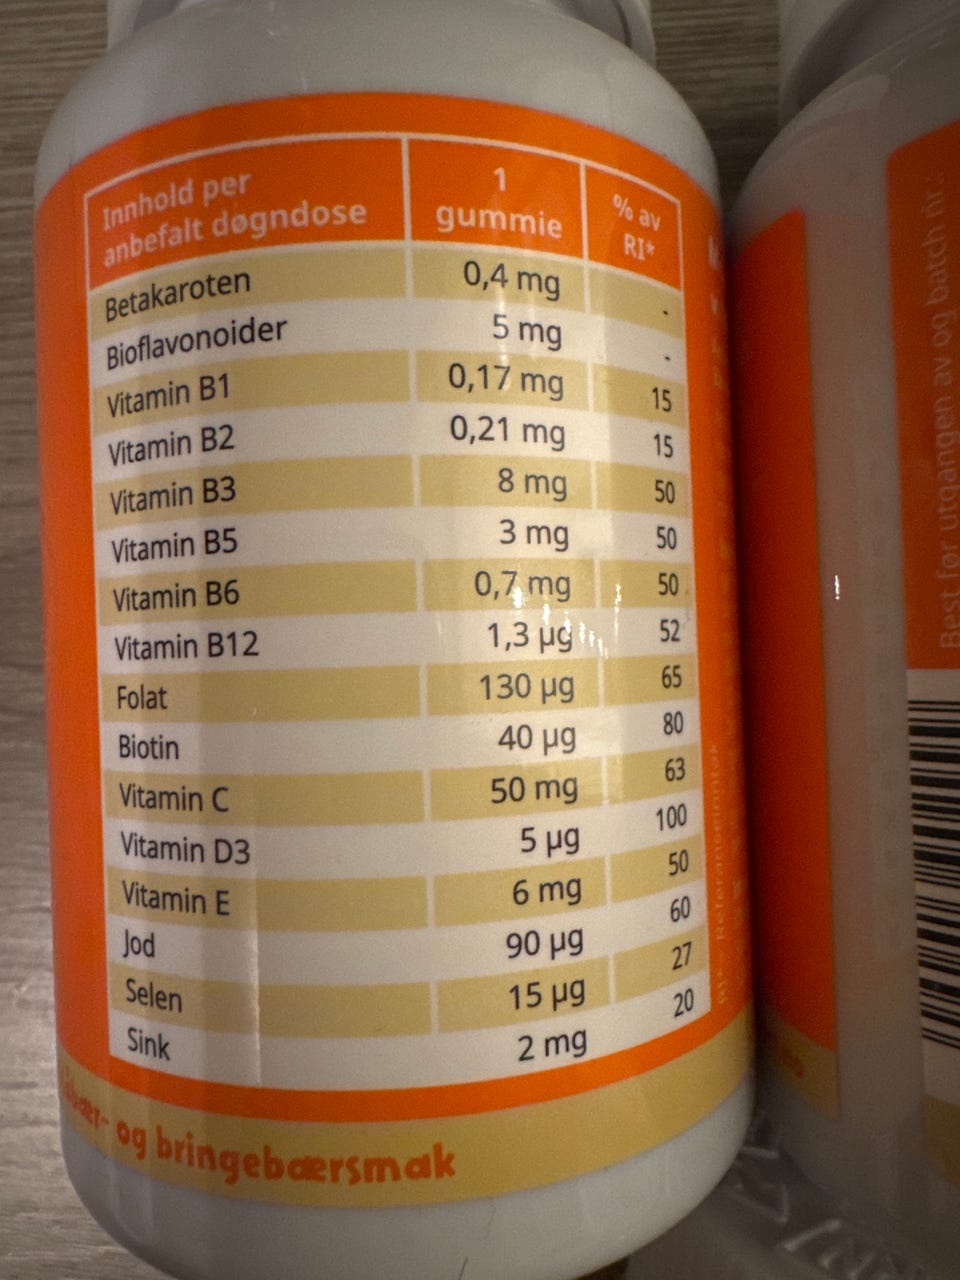 Innhold per
anbefalt døgndose
1
gummie
% av
RI*
Betakaroten 0,4 mg -
Bioflavonoider 5 mg -
Vitamin B1 0,17 mg 15
Vitamin B2 0,21 mg 15
Vitamin B3 8 mg 50
Vitamin B5 3 mg 50
Vitamin B6 0,7 mg 50
Vitamin B12 1,3 µg 52
Folat 130 µg 65
Biotin 40 µg 80
Vitamin C 50 mg 63
Vitamin D3 5 µg 100
Vitamin E 6 mg 50
Jod 90 µg 60
Selen 15 µg 27
Sink 2 mg 20
og bringebærsmak
RI* = Referanseinntak
Best før utgangen av og batch nr.: